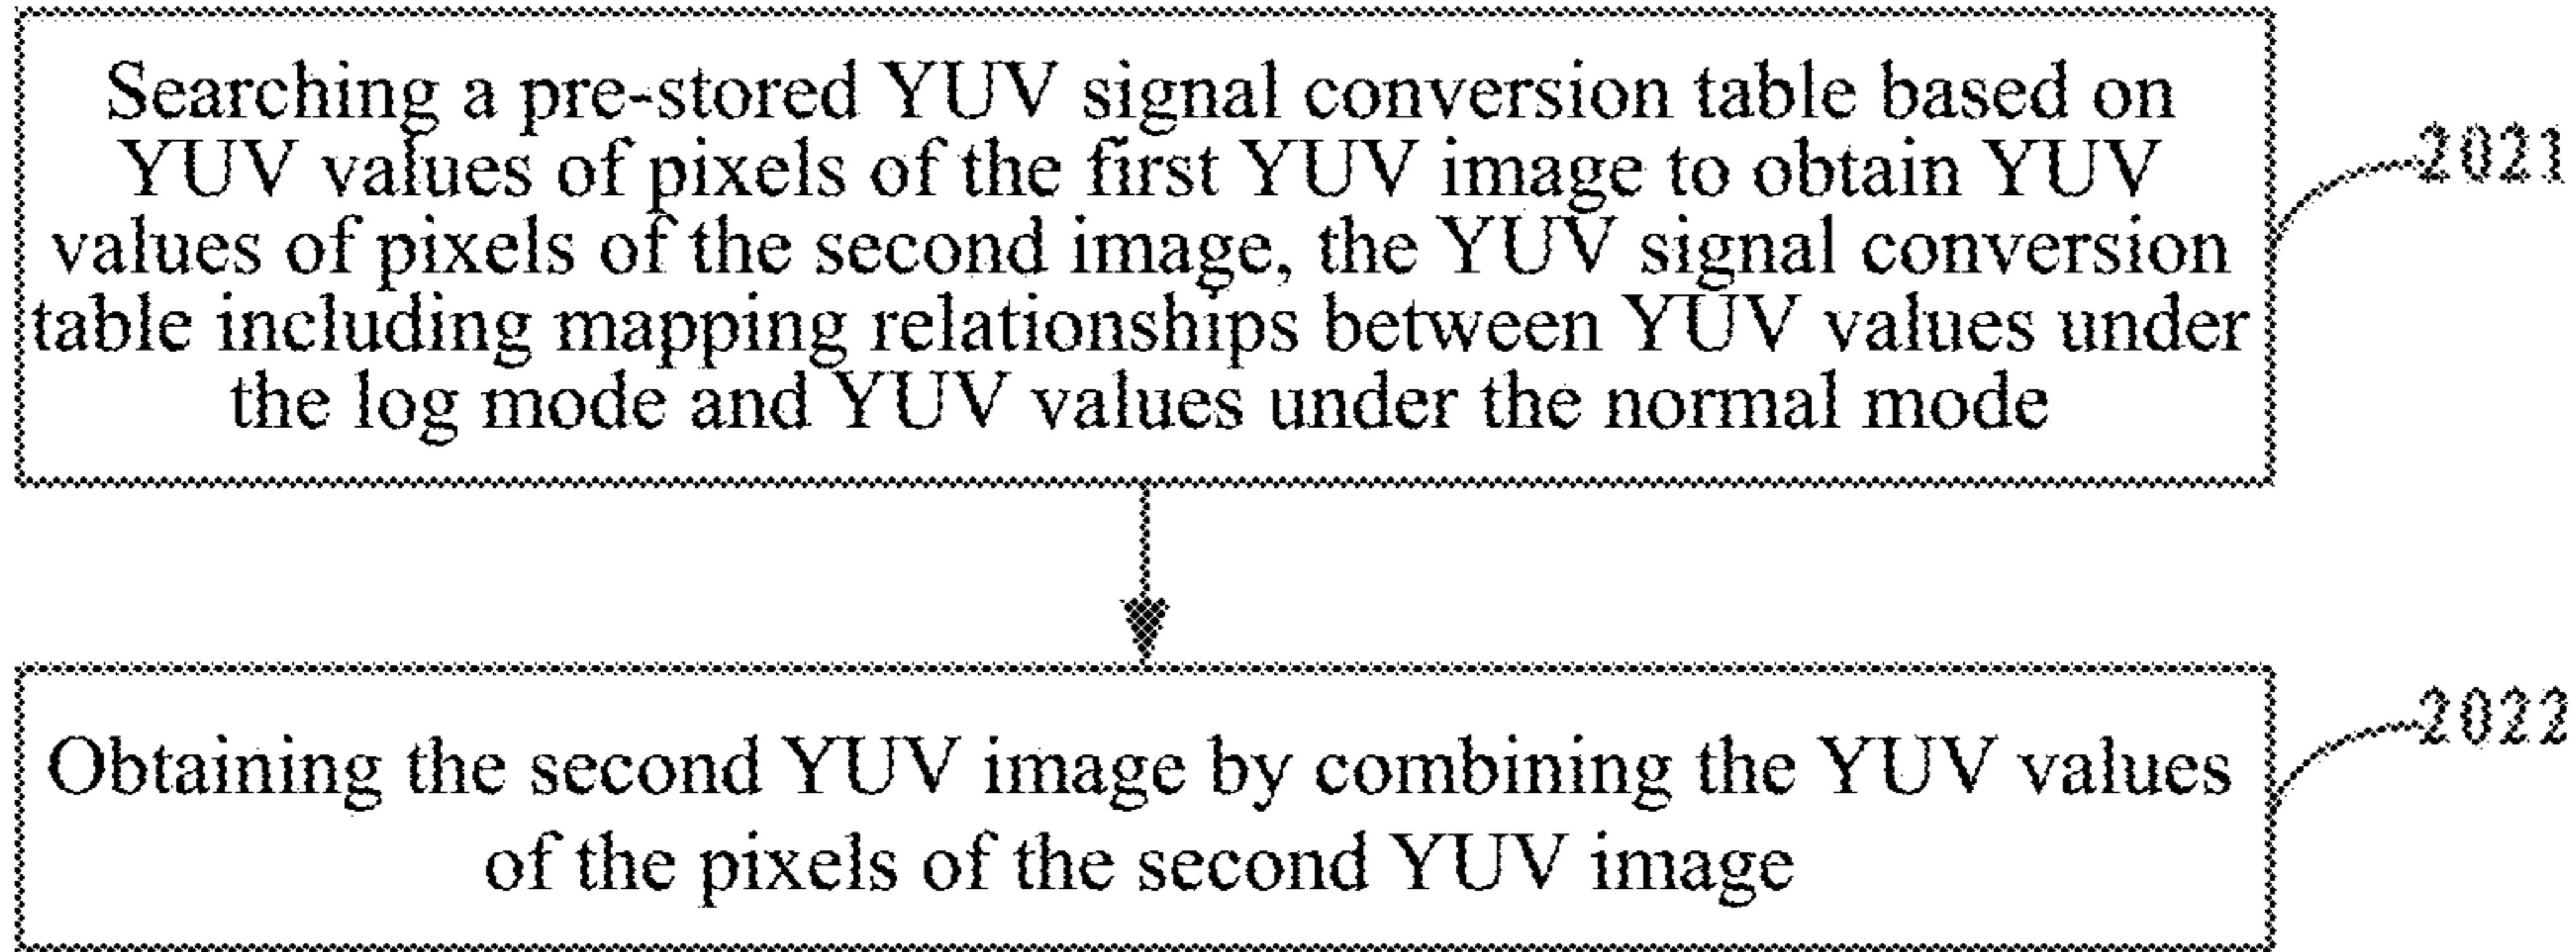 Searching a pre-stored YUV signal conversion table based on
YUV values of pixels of the first YUV image to obtain YUV
values of pixels of the second image, the YUV signal conversion
table including mapping relationships between YUV values under
the log mode and YUV values under the normal mode
2021
Obtaining the second YUV image by combining the YUV values
of the pixels of the second YUV image
2022